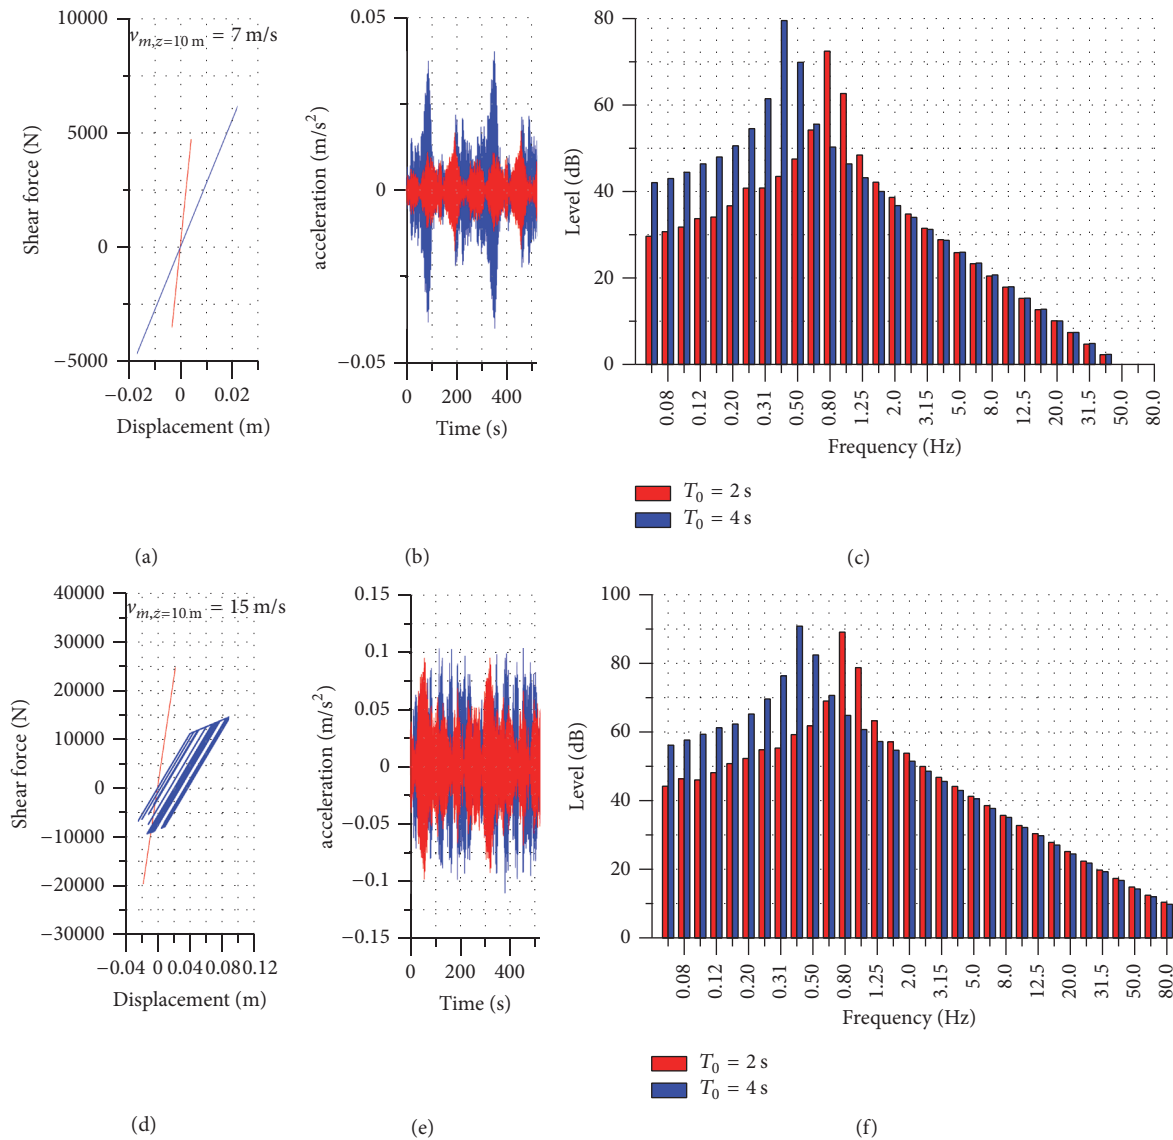 v_{m,z=10 m} = 7 m/s
10000
5000
0
−5000
Shear force (N)
−0.02 0 0.02
Displacement (m)
(a)
0.05
0
−0.05
acceleration (m/s²)
0 200 400
Time (s)
(b)
80
60
40
20
0
Level (dB)
0.08 0.12 0.20 0.31 0.50 0.80 1.25 2.0 3.15 5.0 8.0 12.5 20.0 31.5 50.0 80.0
Frequency (Hz)
T₀ = 2 s
T₀ = 4 s
(c)
v_{m,z=10 m} = 15 m/s
40000
30000
20000
10000
0
−10000
−20000
−30000
Shear force (N)
−0.04 0 0.04 0.08 0.12
Displacement (m)
(d)
0.15
0.1
0.05
0
−0.05
−0.1
−0.15
acceleration (m/s²)
0 200 400
Time (s)
(e)
100
80
60
40
20
0
Level (dB)
0.08 0.12 0.20 0.31 0.50 0.80 1.25 2.0 3.15 5.0 8.0 12.5 20.0 31.5 50.0 80.0
Frequency (Hz)
T₀ = 2 s
T₀ = 4 s
(f)